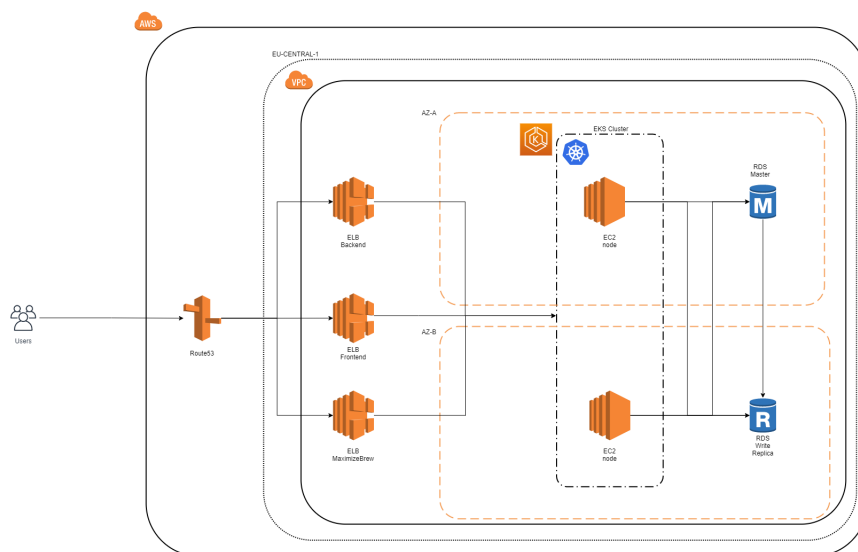 AWS
EU-CENTRAL-1
VPC
AZ-A
EKS Cluster
K
RDS
Master
M
ELB
Backend
EC2
node
Users
Route53
ELB
Frontend
AZ-B
ELB
MaximizeBrew
EC2
node
R
RDS
Write
Replica